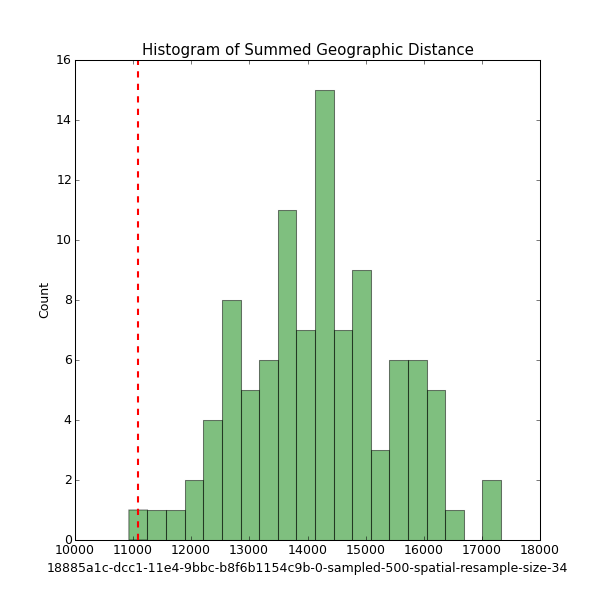 Histogram of Summed Geographic Distance
16
14
12
10
8
6
4
2
0
Count
10000 11000 12000 13000 14000 15000 16000 17000 18000
18885a1c-dcc1-11e4-9bbc-b8f6b1154c9b-0-sampled-500-spatial-resample-size-34